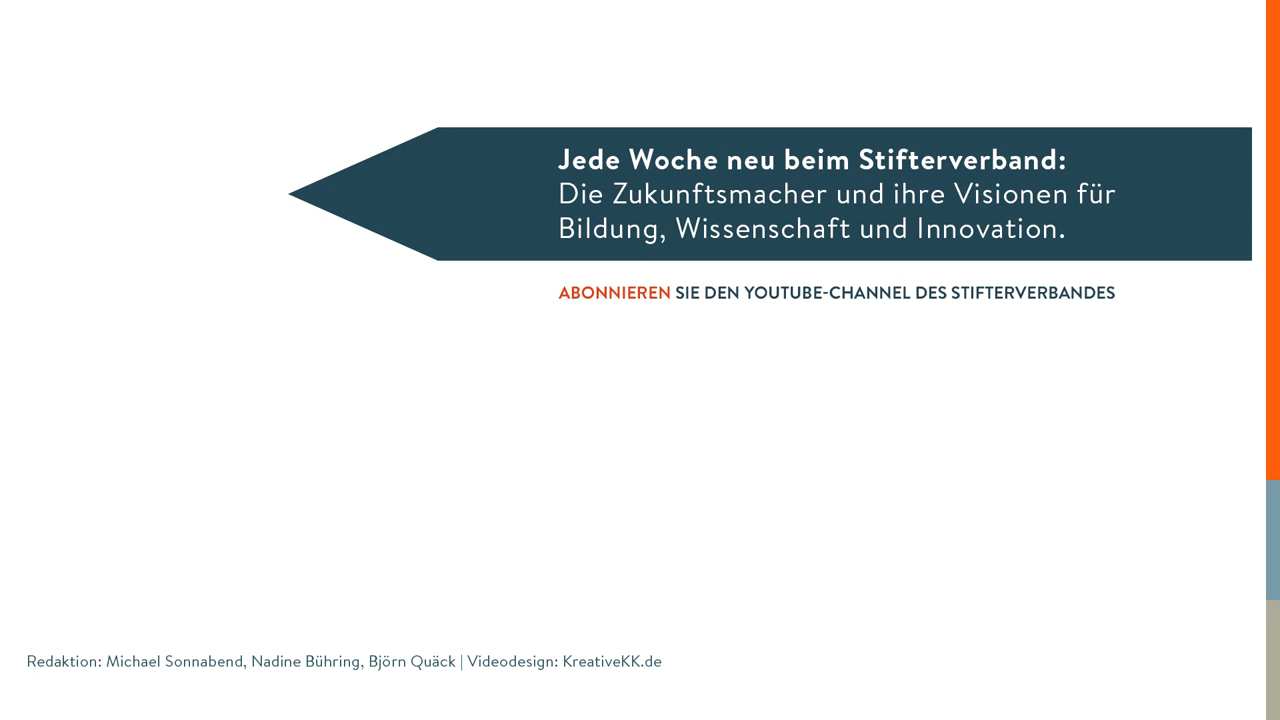 Jede Woche neu beim Stifterverband:
Die Zukunftsmacher und ihre Visionen für
Bildung, Wissenschaft und Innovation.
ABONNIEREN SIE DEN YOUTUBE-CHANNEL DES STIFTERVERBANDES
Redaktion: Michael Sonnabend, Nadine Bühring, Björn Quäck | Videodesign: KreativeKK.de